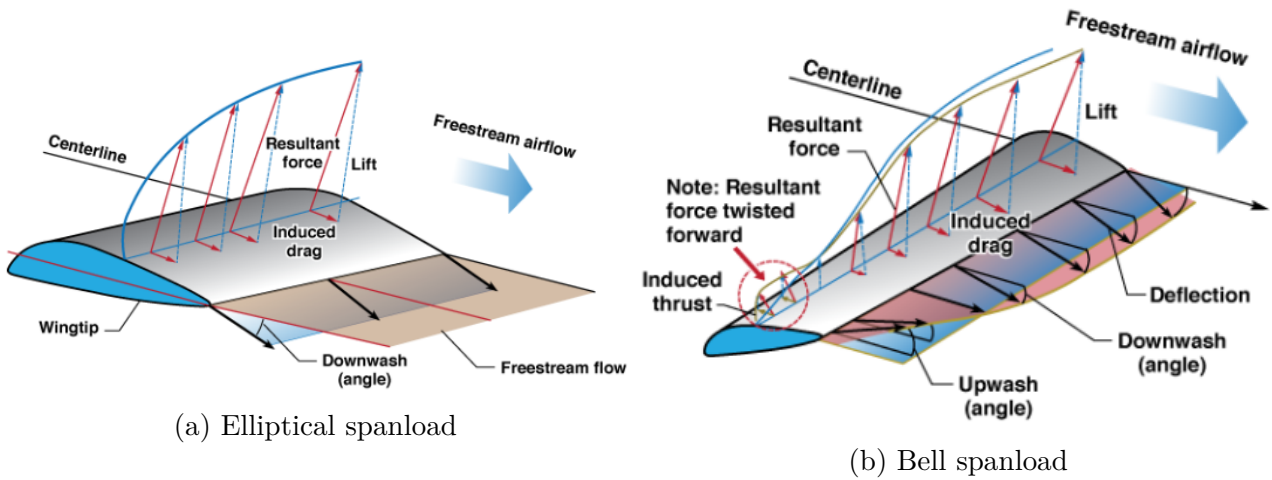 Centerline
Resultant
force
Lift
Freestream airflow
Induced
drag
Wingtip
Downwash
(angle)
Freestream flow
(a) Elliptical spanload
Freestream airflow
Centerline
Lift
Resultant
force
Note: Resultant
force twisted
forward
Induced
drag
Induced
thrust
Deflection
Downwash
(angle)
Upwash
(angle)
(b) Bell spanload